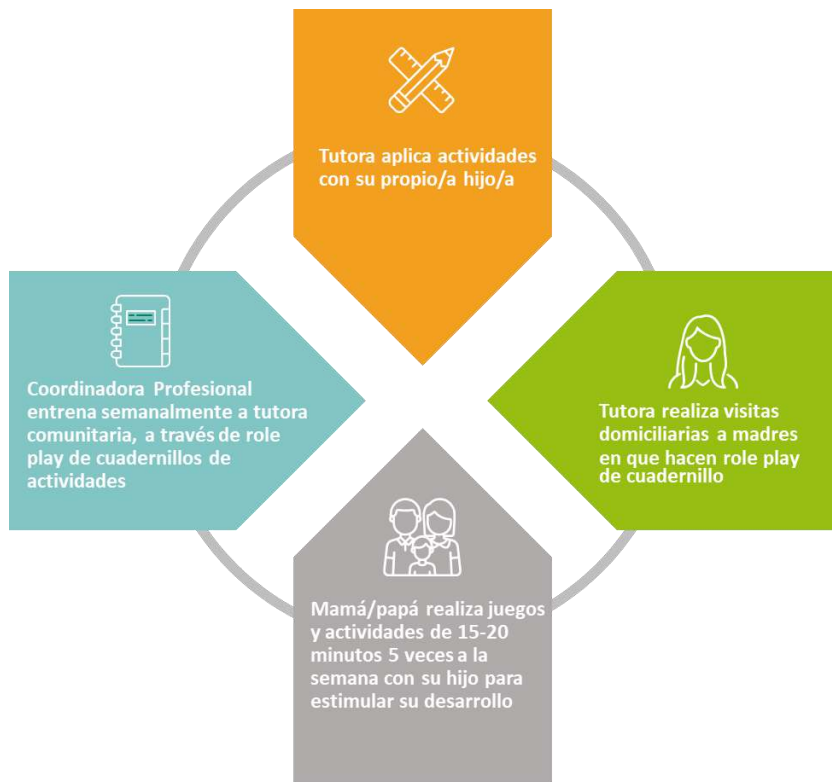 Tutora aplica actividades
con su propio/a hijo/a
Coordinadora Profesional
entrena semanalmente a tutora
comunitaria, a través de role
play de cuadernillos de
actividades
Tutora realiza visitas
domiciliarias a madres
en que hacen role play
de cuadernillo
Mamá/papá realiza juegos
y actividades de 15-20
minutos 5 veces a la
semana con su hijo para
estimular su desarrollo